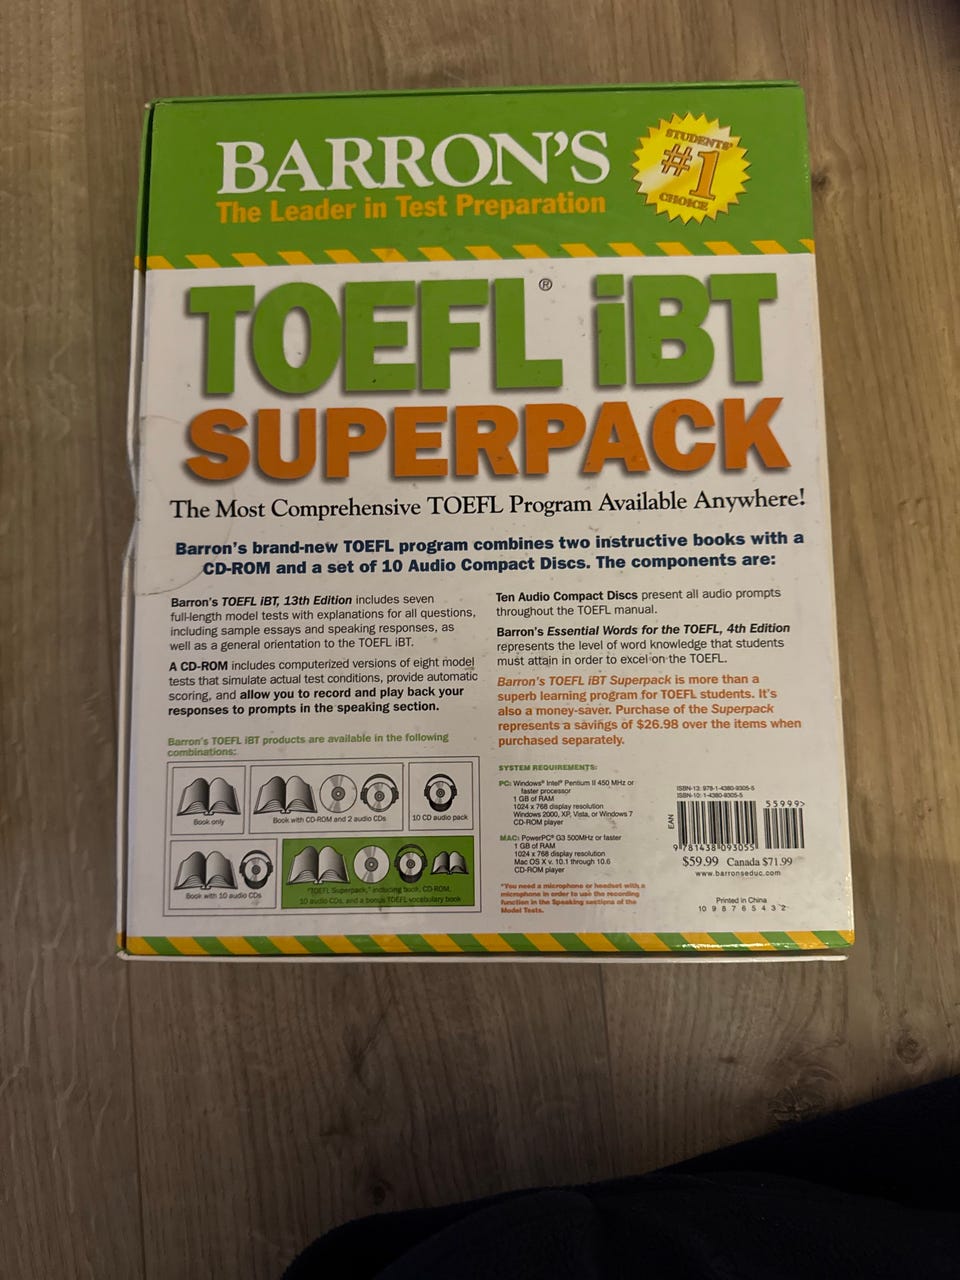 BARRON'S
The Leader in Test Preparation
STUDENTS'
#1
CHOICE
TOEFL® iBT
SUPERPACK
The Most Comprehensive TOEFL Program Available Anywhere!
Barron's brand-new TOEFL program combines two instructive books with a
CD-ROM and a set of 10 Audio Compact Discs. The components are:
Barron's TOEFL iBT, 13th Edition includes seven
full-length model tests with explanations for all questions,
including sample essays and speaking responses, as
well as a general orientation to the TOEFL iBT.
A CD-ROM includes computerized versions of eight model
tests that simulate actual test conditions, provide automatic
scoring, and allow you to record and play back your
responses to prompts in the speaking section.
Barron's TOEFL iBT products are available in the following
combinations:
Book only
Book with CD-ROM and 2 audio CDs
10 CD audio pack
Book with 10 audio CDs
"TOEFL Superpack," including book, CD-ROM,
10 audio CDs, and a bonus TOEFL vocabulary book
Ten Audio Compact Discs present all audio prompts
throughout the TOEFL manual.
Barron's Essential Words for the TOEFL, 4th Edition
represents the level of word knowledge that students
must attain in order to excel on the TOEFL.
Barron's TOEFL iBT Superpack is more than a
superb learning program for TOEFL students. It's
also a money-saver. Purchase of the Superpack
represents a savings of $26.98 over the items when
purchased separately.
SYSTEM REQUIREMENTS:
PC: Windows® Intel® Pentium II 450 MHz or
faster processor
1 GB of RAM
1024 x 768 display resolution
Windows 2000, XP, Vista, or Windows 7
CD-ROM player
MAC: PowerPC® G3 500MHz or faster
1 GB of RAM
1024 x 768 display resolution
Mac OS X v. 10.1 through 10.6
CD-ROM player
*You need a microphone or headset with a
microphone in order to use the recording
function in the Speaking sections of the
Model Tests.
ISBN-13: 978-1-4380-9305-5
ISBN-10: 1-4380-9305-5
55999>
EAN
9 781438 093055
$59.99 Canada $71.99
www.barronseduc.com
Printed in China
10 9 8 7 6 5 4 3 2